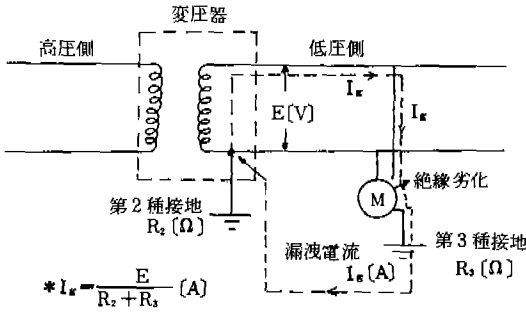 変圧器
高圧側
低圧側
Ig
E〔V〕
Ig
M
絶縁劣化
第2種接地
R₂〔Ω〕
漏洩電流
Ig〔A〕
第3種接地
R₃〔Ω〕
*Ig=E/(R₂+R₃)〔A〕